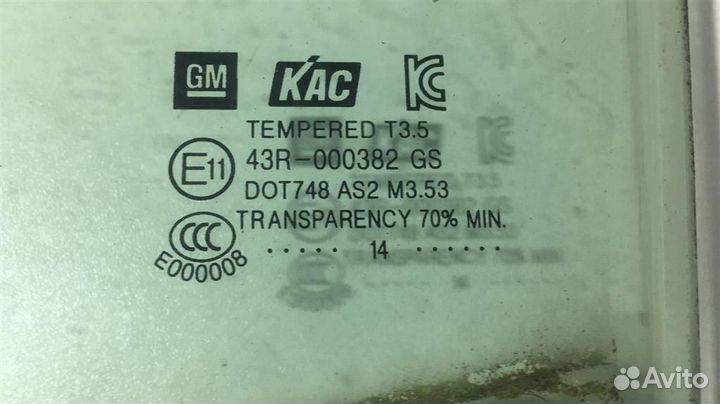 GM KAC KC
TEMPERED T3.5
E11 43R-000382 GS
DOT748 AS2 M3.53
CCC TRANSPARENCY 70% MIN.
E000008 ····· 14 ······
Avito